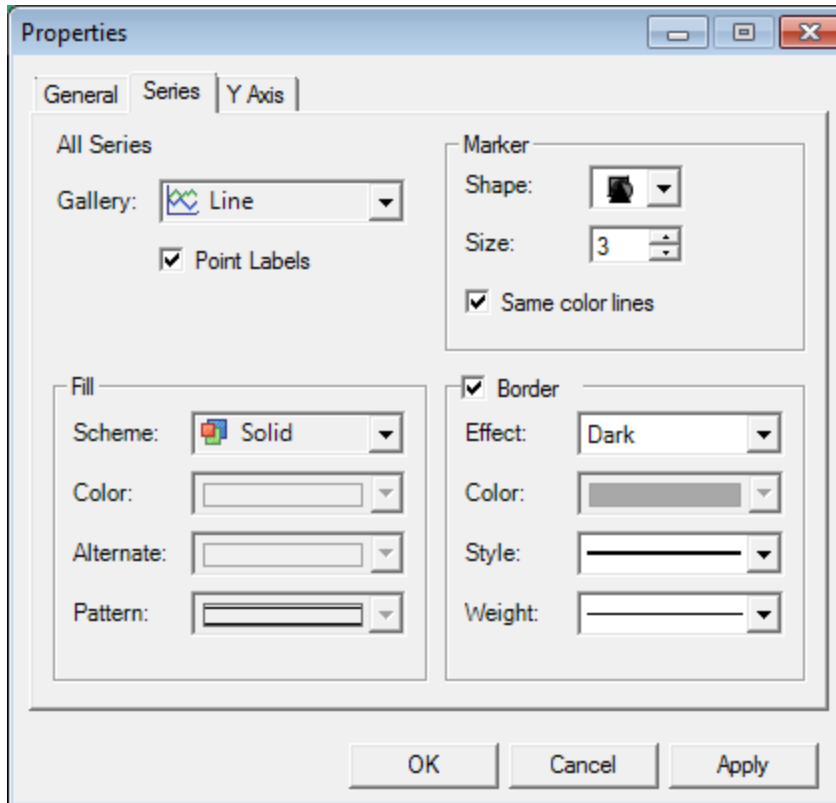 Properties
General Series Y Axis
All Series
Gallery: Line
Point Labels
Marker
Shape:
Size: 3
Same color lines
Fill
Scheme: Solid
Color:
Alternate:
Pattern:
Border
Effect: Dark
Color:
Style:
Weight:
OK Cancel Apply